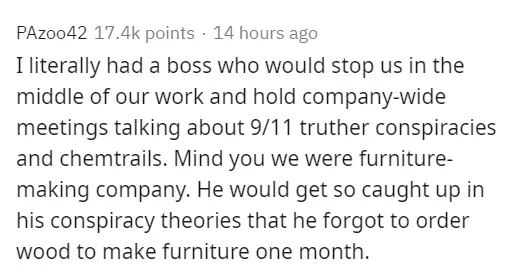 PAzoo42 17.4k points · 14 hours ago
I literally had a boss who would stop us in the
middle of our work and hold company-wide
meetings talking about 9/11 truther conspiracies
and chemtrails. Mind you we were furniture-
making company. He would get so caught up in
his conspiracy theories that he forgot to order
wood to make furniture one month.